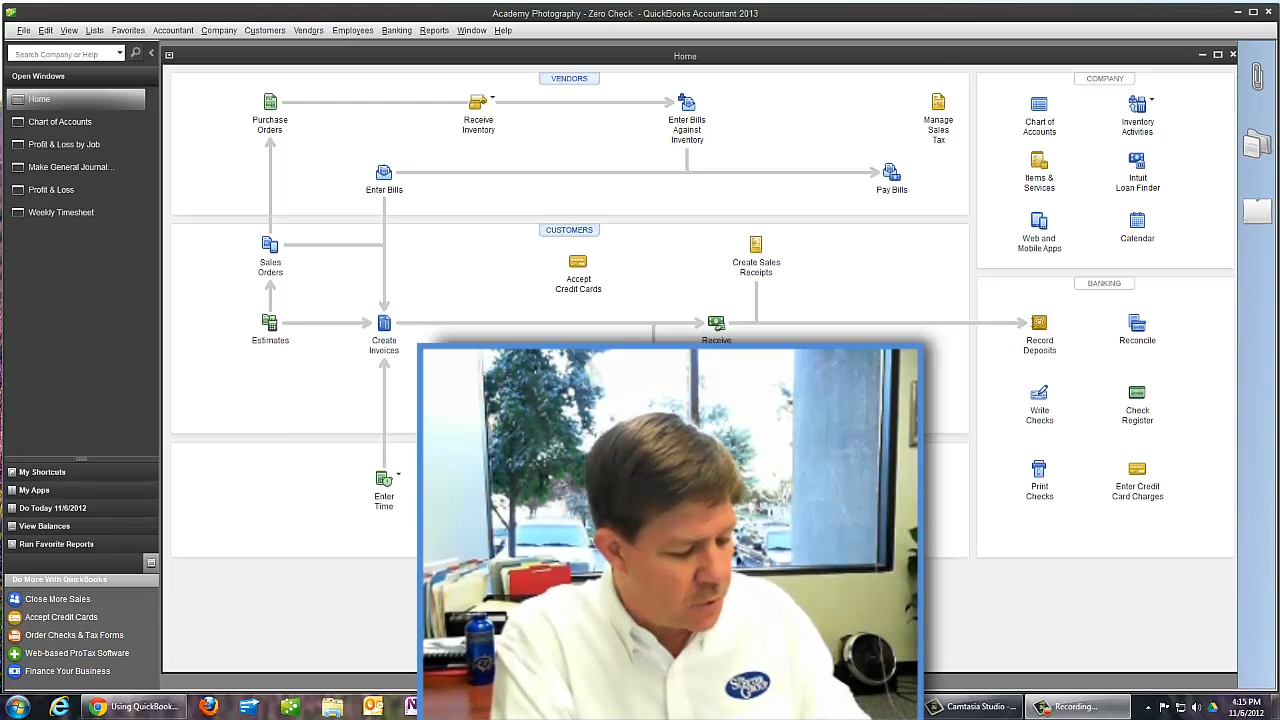 Academy Photography - Zero Check - QuickBooks Accountant 2013
File Edit View Lists Favorites Accountant Company Customers Vendors Employees Banking Reports Window Help
Search Company or Help
Home
Open Windows
Home
Chart of Accounts
Profit & Loss by Job
Make General Journal...
Profit & Loss
Weekly Timesheet
My Shortcuts
My Apps
Do Today 11/6/2012
View Balances
Run Favorite Reports
Do More With QuickBooks
Close More Sales
Accept Credit Cards
Order Checks & Tax Forms
Web-based ProTax Software
Finance Your Business
VENDORS
Purchase
Orders
Receive
Inventory
Enter Bills
Against
Inventory
Manage
Sales
Tax
Enter Bills
Pay Bills
CUSTOMERS
Sales
Orders
Accept
Credit Cards
Create Sales
Receipts
Estimates
Create
Invoices
Receive
Enter
Time
COMPANY
Chart of
Accounts
Inventory
Activities
Items &
Services
Intuit
Loan Finder
Web and
Mobile Apps
Calendar
BANKING
Record
Deposits
Reconcile
Write
Checks
Check
Register
Print
Checks
Enter Credit
Card Charges
Using QuickBook...
Camtasia Studio -...
Recording...
4:15 PM
11/6/2012